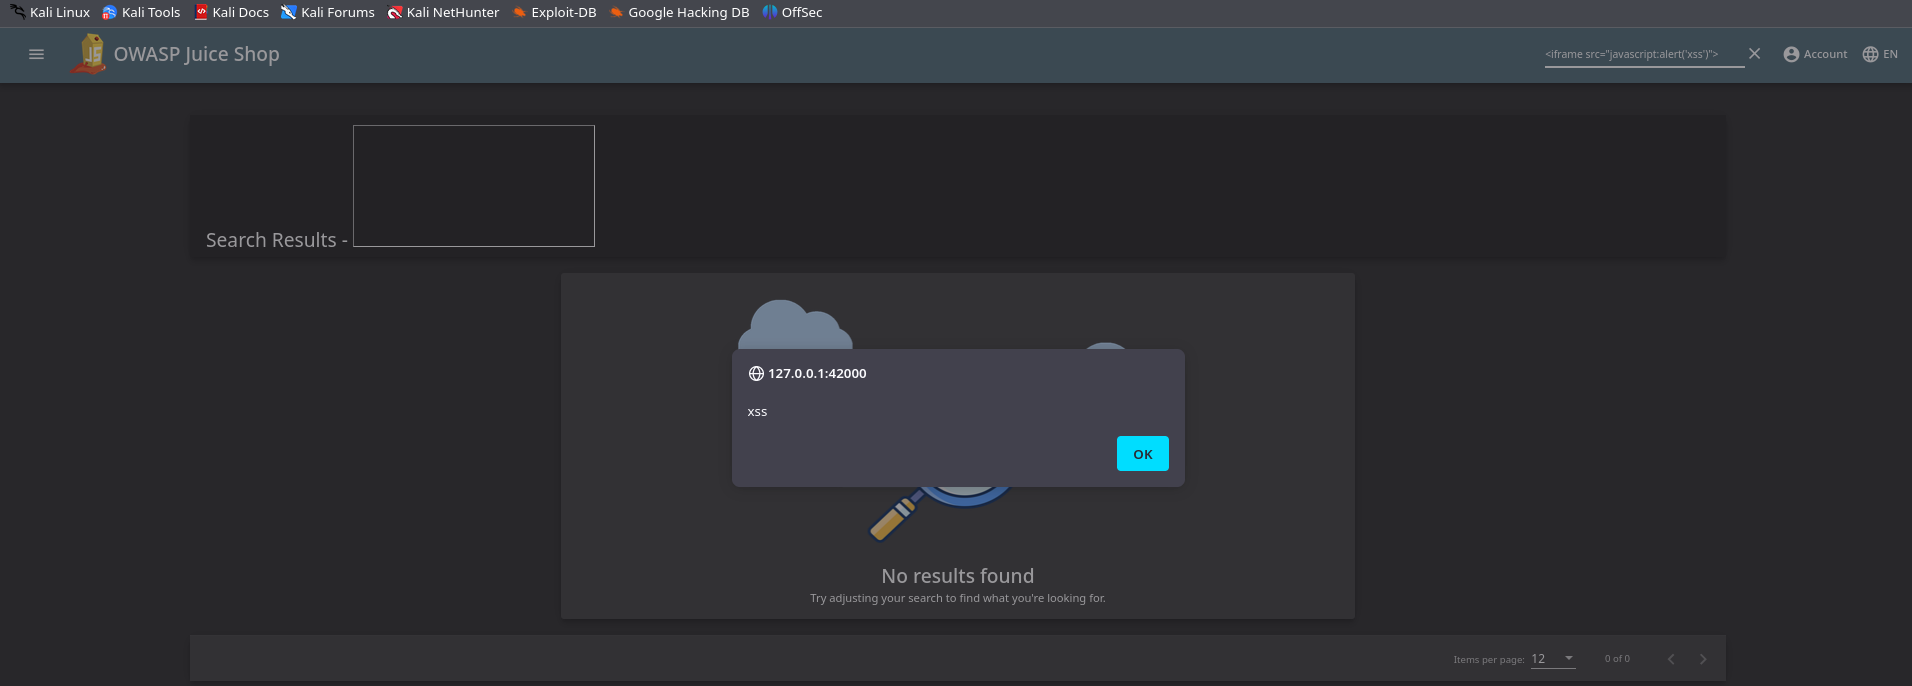 Kali Linux Kali Tools Kali Docs Kali Forums Kali NetHunter Exploit-DB Google Hacking DB OffSec
OWASP Juice Shop <iframe src="javascript:alert('xss')"> Account EN
Search Results -
127.0.0.1:42000
xss
OK
No results found
Try adjusting your search to find what you're looking for.
Items per page: 12 0 of 0